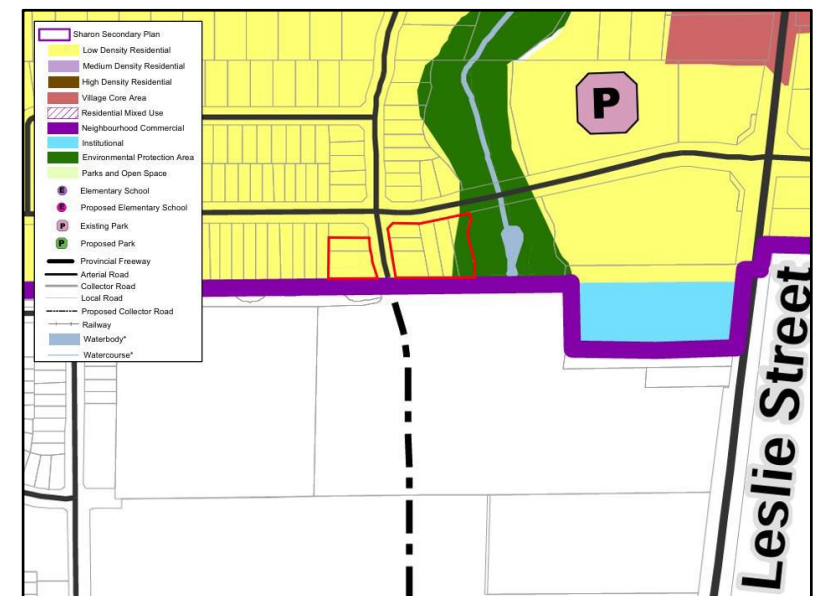 Sharon Secondary Plan
Low Density Residential
Medium Density Residential
High Density Residential
Village Core Area
Residential Mixed Use
Neighbourhood Commercial
Institutional
Environmental Protection Area
Parks and Open Space
E Elementary School
E Proposed Elementary School
P Existing Park
P Proposed Park
Provincial Freeway
Arterial Road
Collector Road
Local Road
Proposed Collector Road
Railway
Waterbody*
Watercourse*
P
Leslie Street